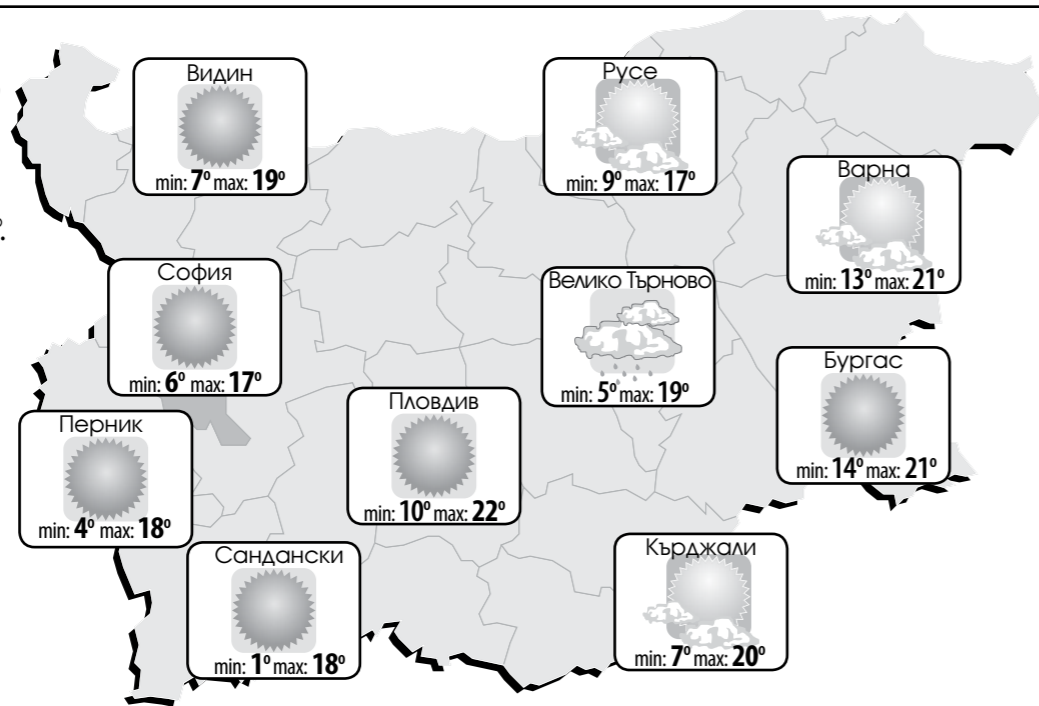 Видин
min: 7° max: 19°
Русе
min: 9° max: 17°
Варна
min: 13° max: 21°
София
min: 6° max: 17°
Велико Търново
min: 5° max: 19°
Бургас
min: 14° max: 21°
Пловдив
min: 10° max: 22°
Перник
min: 4° max: 18°
Сандански
min: 1° max: 18°
Кърджали
min: 7° max: 20°